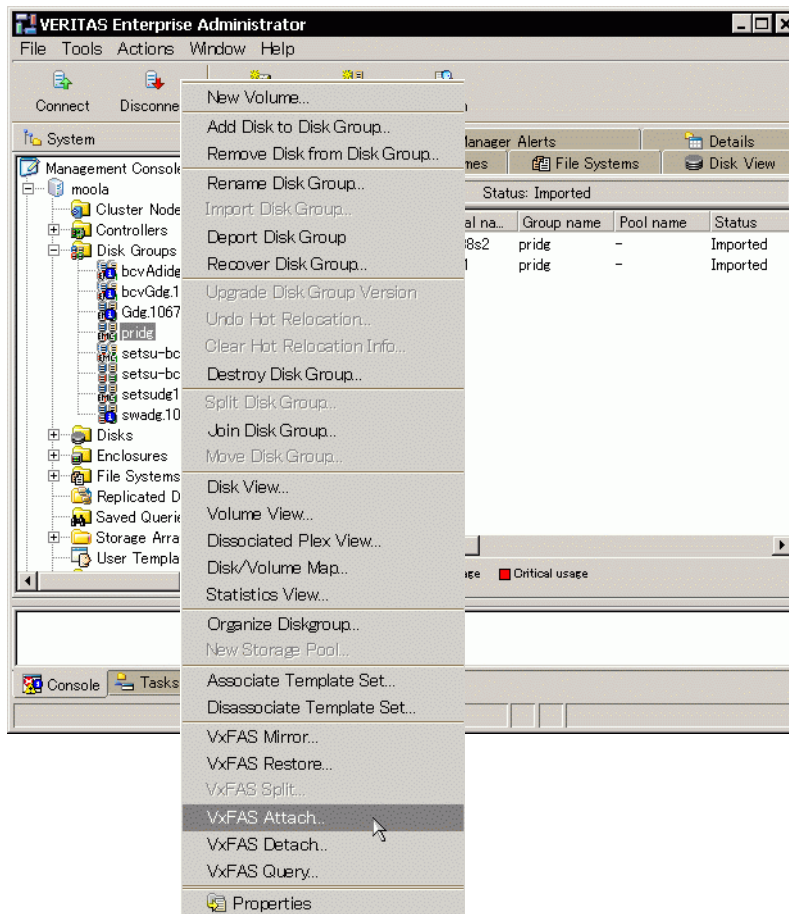 VERITAS Enterprise Administrator
File Tools Actions Window Help
Connect Disconne
System
Management Console
moola
Cluster Node
Controllers
Disk Groups
bcvAdidg
bcvGdg.1
Gdg.1067
pridg
setsu-bc
setsu-bc
setsudg1
swadg.10
Disks
Enclosures
File Systems
Replicated D
Saved Querie
Storage Arra
User Templa
Console Tasks
New Volume...
Add Disk to Disk Group...
Remove Disk from Disk Group...
Rename Disk Group...
Import Disk Group...
Deport Disk Group
Recover Disk Group...
Upgrade Disk Group Version
Undo Hot Relocation...
Clear Hot Relocation Info...
Destroy Disk Group...
Split Disk Group...
Join Disk Group...
Move Disk Group...
Disk View...
Volume View...
Dissociated Plex View...
Disk/Volume Map...
Statistics View...
Organize Diskgroup...
New Storage Pool...
Associate Template Set...
Disassociate Template Set...
VxFAS Mirror...
VxFAS Restore...
VxFAS Split...
VxFAS Attach...
VxFAS Detach...
VxFAS Query...
Properties
lanager Alerts Details
mes File Systems Disk View
Status: Imported
al na... Group name Pool name Status
8s2 pridg - Imported
1 pridg - Imported
age Critical usage